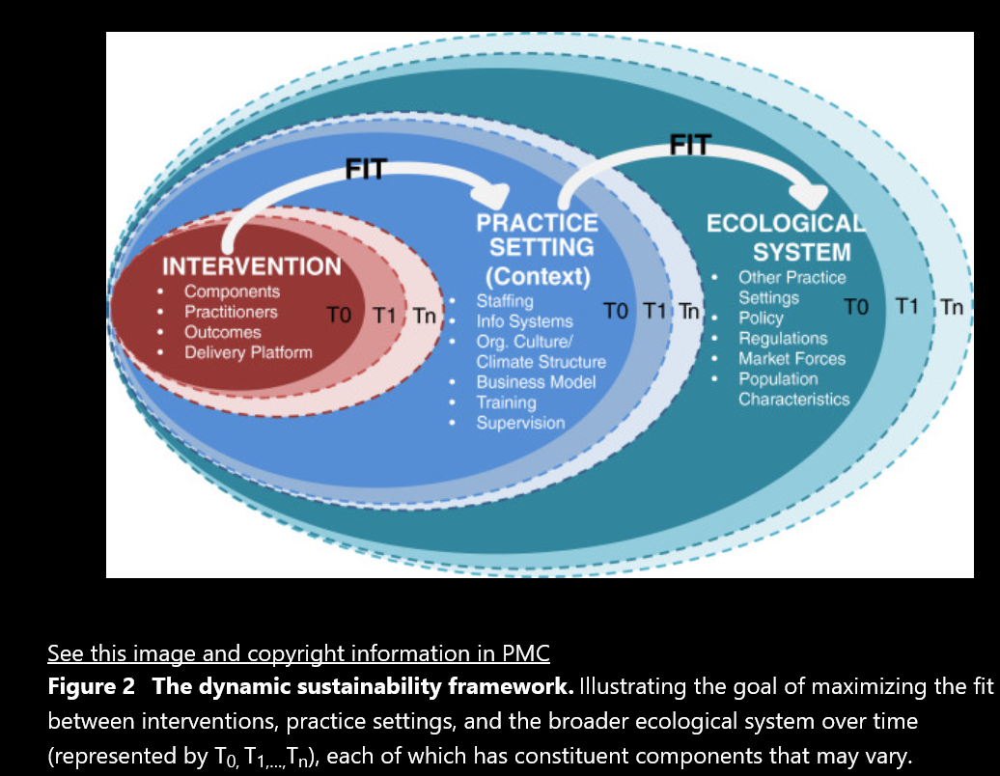 FIT
FIT
INTERVENTION
• Components
• Practitioners
• Outcomes
• Delivery Platform
T0 T1 Tn
PRACTICE
SETTING
(Context)
• Staffing
• Info Systems
• Org. Culture/
Climate Structure
• Business Model
• Training
• Supervision
T0 T1 Tn
ECOLOGICAL
SYSTEM
• Other Practice
Settings
• Policy
• Regulations
• Market Forces
• Population
Characteristics
T0 T1 Tn
See this image and copyright information in PMC
Figure 2 The dynamic sustainability framework. Illustrating the goal of maximizing the fit
between interventions, practice settings, and the broader ecological system over time
(represented by T0, T1,...,Tn), each of which has constituent components that may vary.